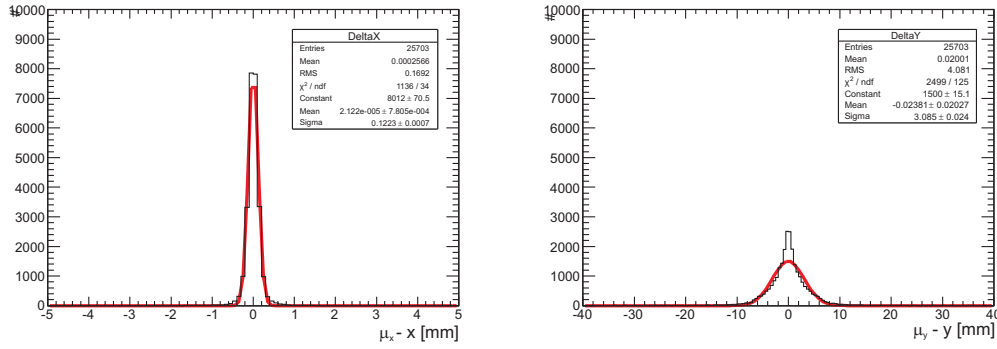 #
10000
9000
8000
7000
6000
5000
4000
3000
2000
1000
0
-5 -4 -3 -2 -1 0 1 2 3 4 5
μx - x [mm]
DeltaX
Entries 25703
Mean 0.0002566
RMS 0.1692
χ² / ndf 1136 / 34
Constant 8012 ± 70.5
Mean 2.122e-005 ± 7.805e-004
Sigma 0.1223 ± 0.0007
#
10000
9000
8000
7000
6000
5000
4000
3000
2000
1000
0
-40 -30 -20 -10 0 10 20 30 40
μy - y [mm]
DeltaY
Entries 25703
Mean 0.02001
RMS 4.081
χ² / ndf 2499 / 125
Constant 1500 ± 15.1
Mean -0.02381 ± 0.02027
Sigma 3.085 ± 0.024